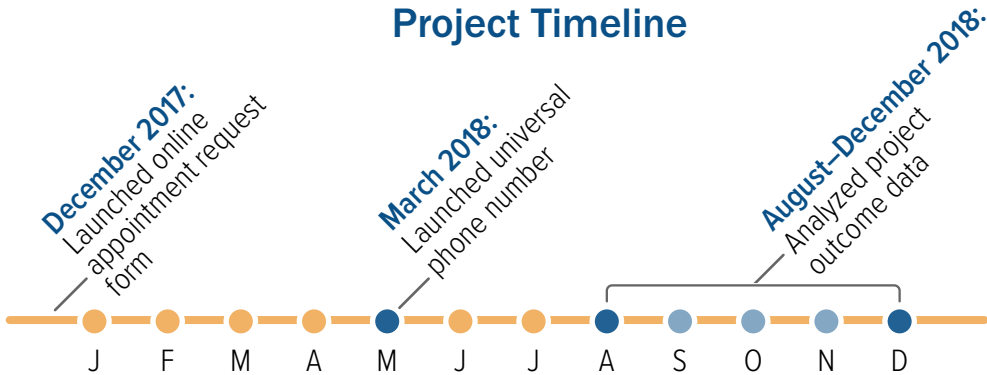 Project Timeline
December 2017:
Launched online
appointment request
form
March 2018:
Launched universal
phone number
August–December 2018:
Analyzed project
outcome data
J F M A M J J A S O N D